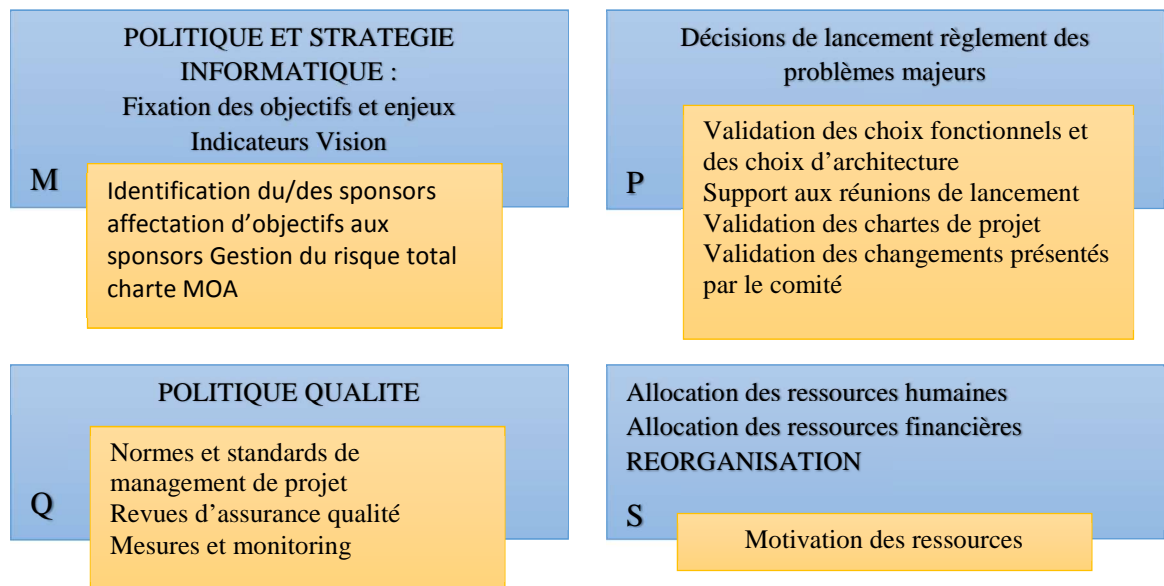 POLITIQUE ET STRATEGIE
INFORMATIQUE :
Fixation des objectifs et enjeux
Indicateurs Vision
M
Identification du/des sponsors
affectation d’objectifs aux
sponsors Gestion du risque total
charte MOA
Décisions de lancement règlement des
problèmes majeurs
P
Validation des choix fonctionnels et
des choix d’architecture
Support aux réunions de lancement
Validation des chartes de projet
Validation des changements présentés
par le comité
POLITIQUE QUALITE
Q
Normes et standards de
management de projet
Revues d’assurance qualité
Mesures et monitoring
Allocation des ressources humaines
Allocation des ressources financières
REORGANISATION
S
Motivation des ressources